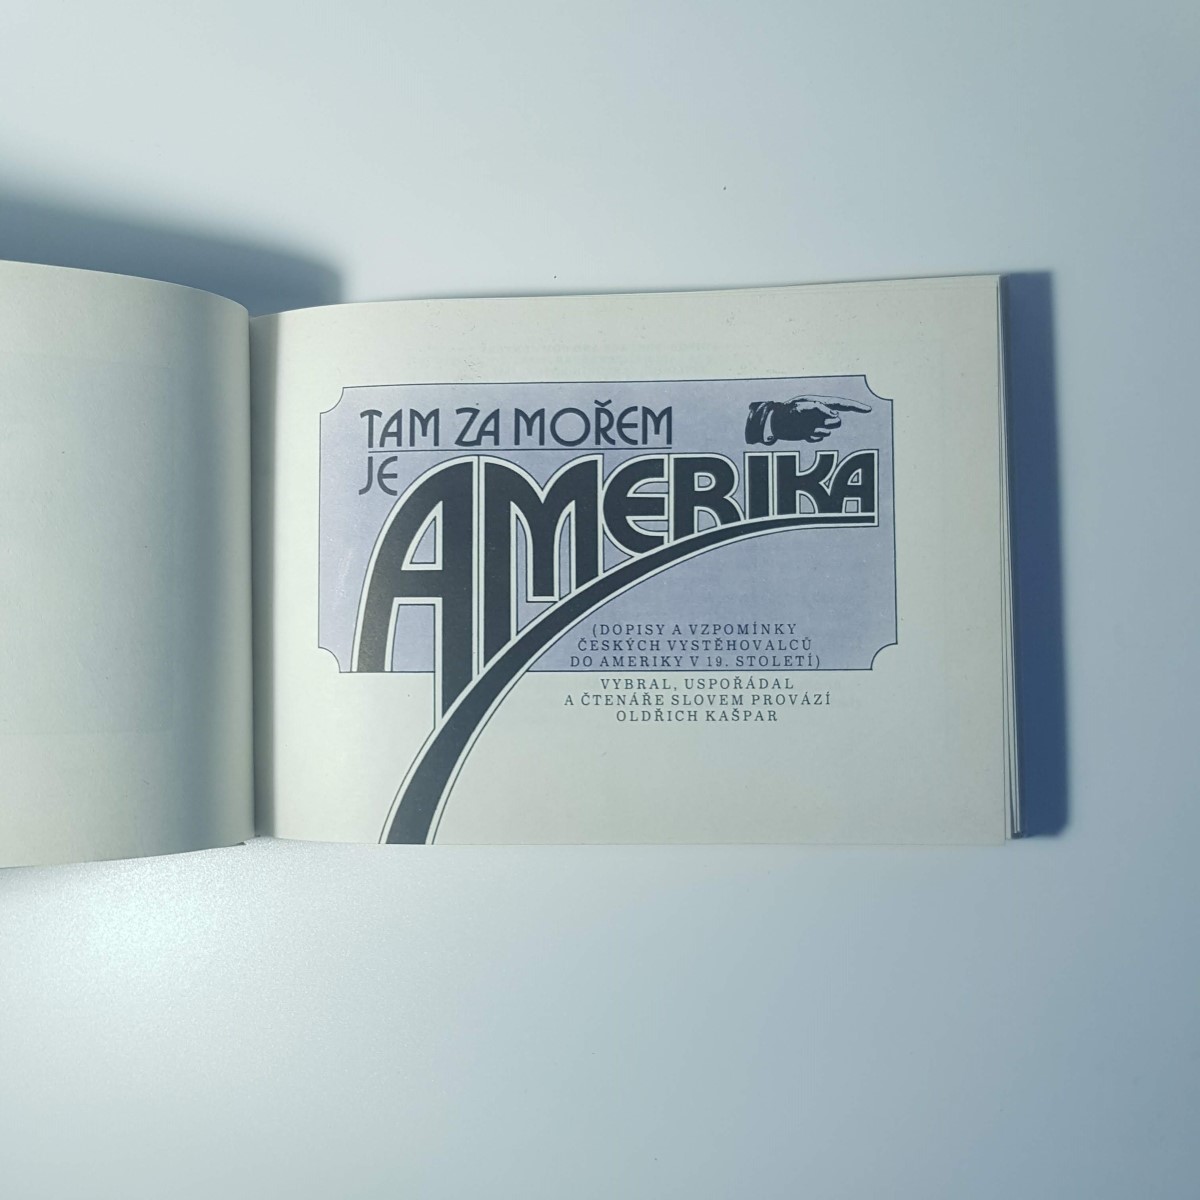 TAM ZA MOŘEM
JE AMERIKA
(DOPISY A VZPOMÍNKY
ČESKÝCH VYSTĚHOVALCŮ
DO AMERIKY V 19. STOLETÍ)
VYBRAL, USPOŘÁDAL
A ČTENÁŘE SLOVEM PROVÁZÍ
OLDŘICH KAŠPAR